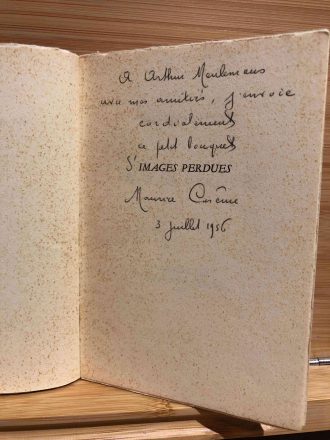 A Arthur Meulemans
avec mes amitiés, j'envoie
cordialement
ce petit bouquet
d'IMAGES PERDUES
Maurice Carême
3 juillet 1956